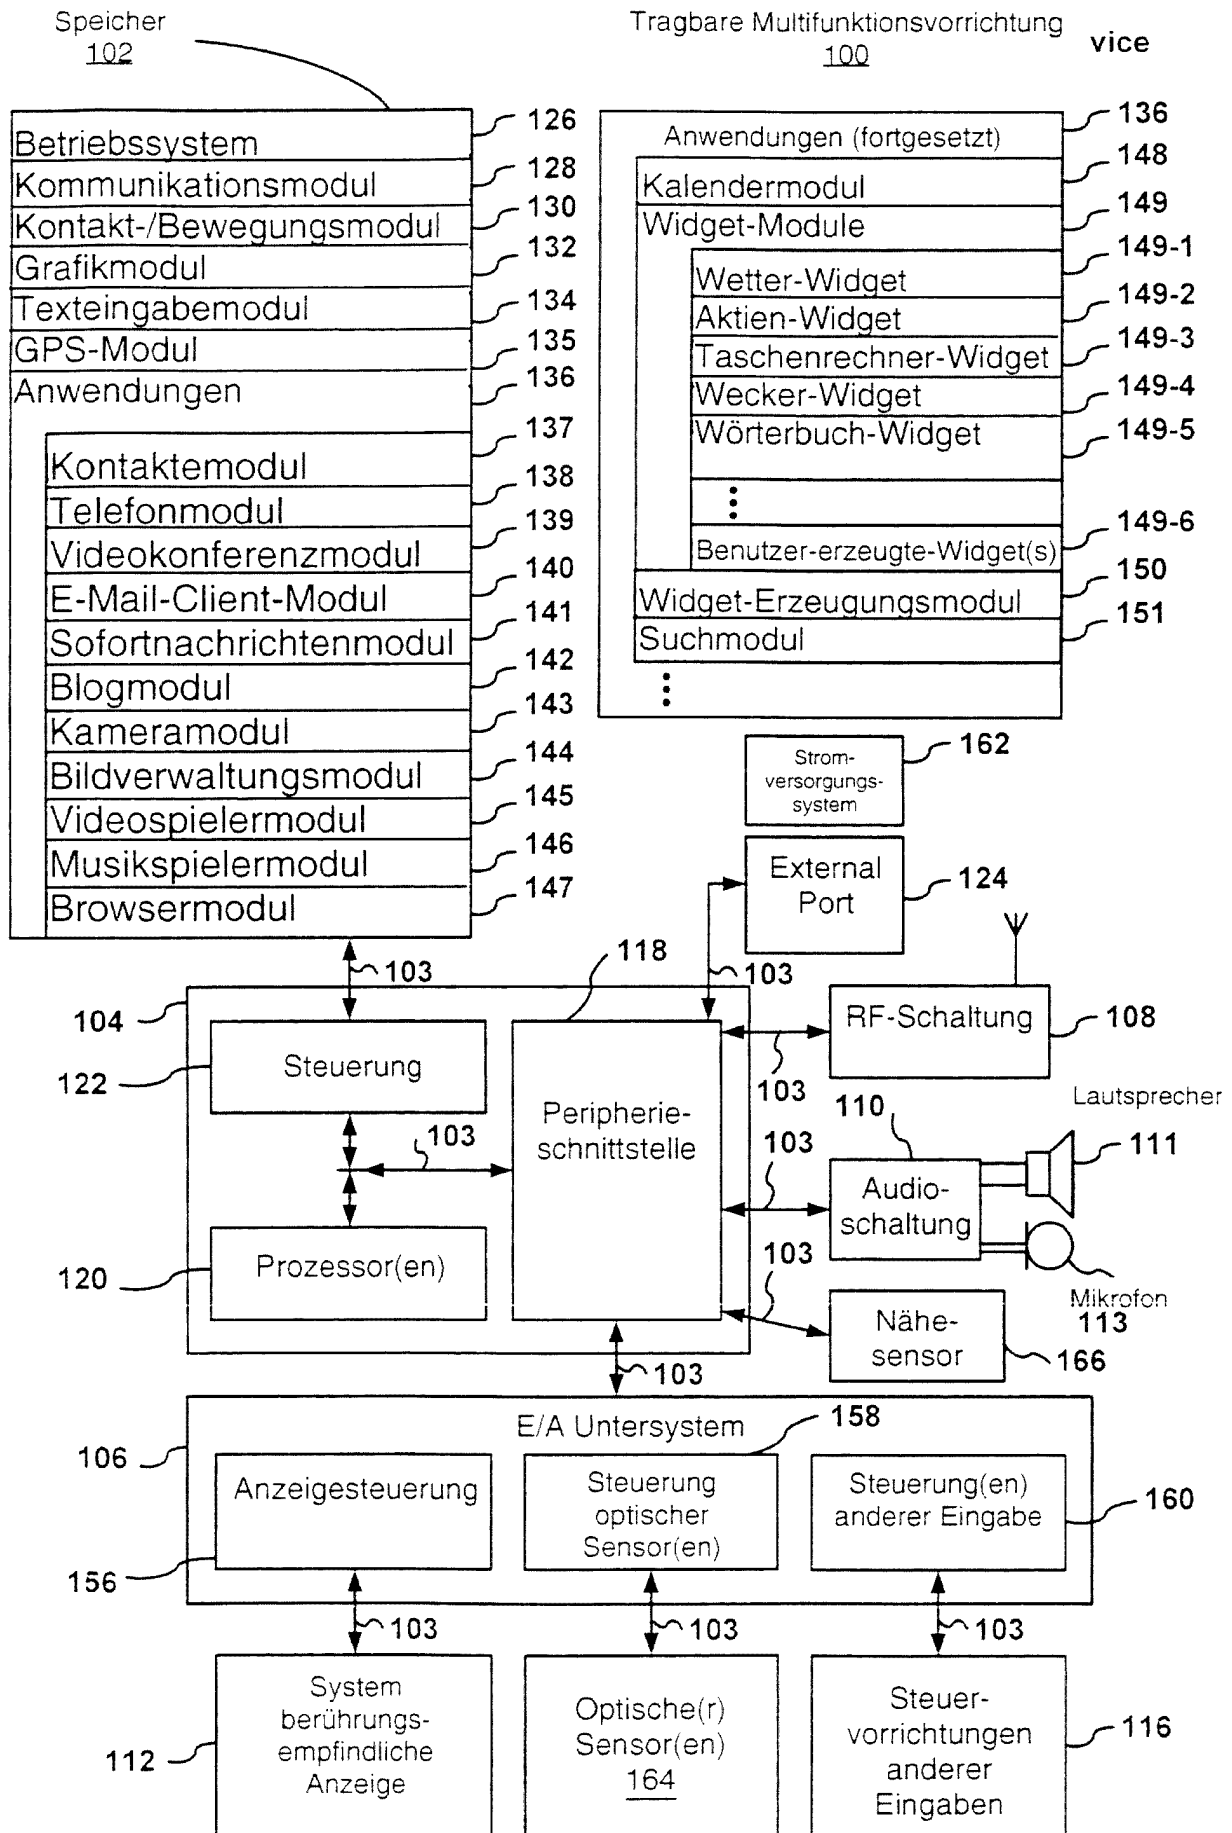 Speicher
102
Tragbare Multifunktionsvorrichtung
100
vice
Betriebssystem
126
Kommunikationsmodul
128
Kontakt-/Bewegungsmodul
130
Grafikmodul
132
Texteingabemodul
134
GPS-Modul
135
Anwendungen
136
Kontaktemodul
137
Telefonmodul
138
Videokonferenzmodul
139
E-Mail-Client-Modul
140
Sofortnachrichtenmodul
141
Blogmodul
142
Kameramodul
143
Bildverwaltungsmodul
144
Videospielermodul
145
Musikspielermodul
146
Browsermodul
147
Anwendungen (fortgesetzt)
136
Kalendermodul
148
Widget-Module
149
Wetter-Widget
149-1
Aktien-Widget
149-2
Taschenrechner-Widget
149-3
Wecker-Widget
149-4
Wörterbuch-Widget
149-5
Benutzer-erzeugte-Widget(s)
149-6
Widget-Erzeugungsmodul
150
Suchmodul
151
Strom-
versorgungs-
system
162
External
Port
124
103
118
103
104
Steuerung
122
RF-Schaltung
108
103
Peripherie-
schnittstelle
103
Prozessor(en)
120
110
103
Audio-
schaltung
Lautsprecher
111
Mikrofon
113
103
Nähe-
sensor
166
103
E/A Untersystem
106
158
Anzeigesteuerung
156
Steuerung
optischer
Sensor(en)
Steuerung(en)
anderer Eingabe
160
103
103
103
System
berührungs-
empfindliche
Anzeige
112
Optische(r)
Sensor(en)
164
Steuer-
vorrichtungen
anderer
Eingaben
116